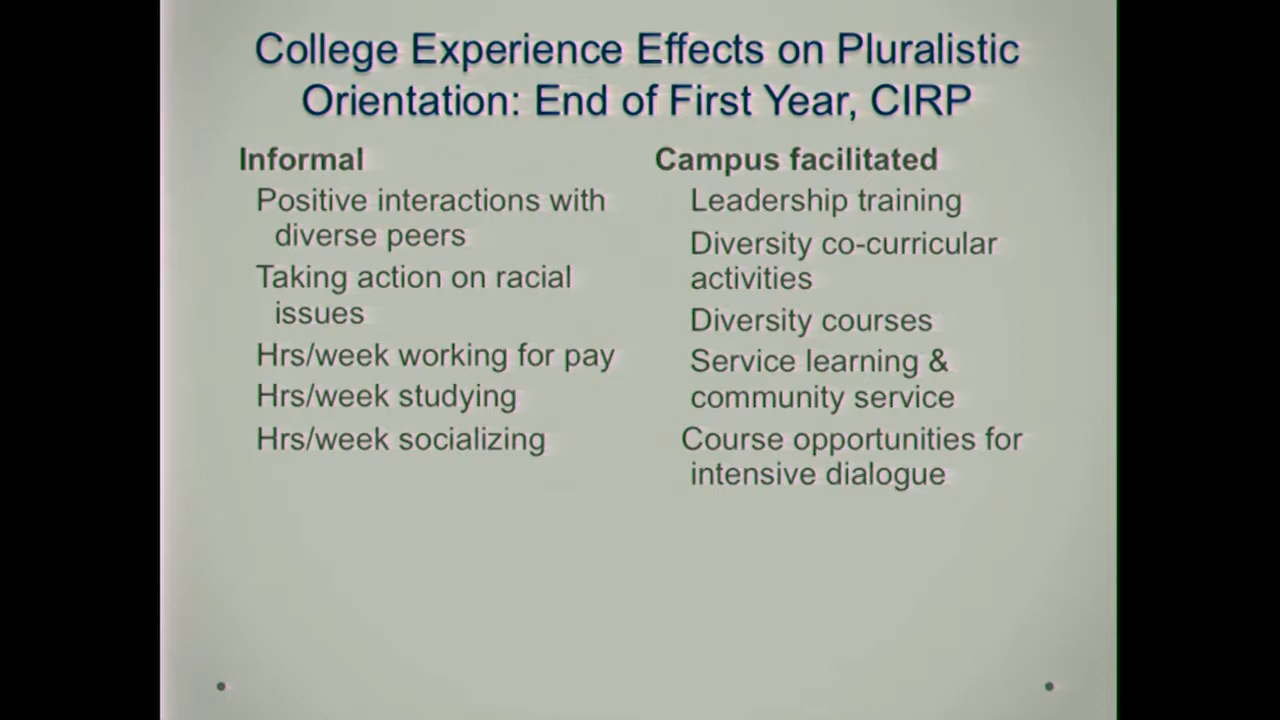 College Experience Effects on Pluralistic
Orientation: End of First Year, CIRP
Informal
Positive interactions with
diverse peers
Taking action on racial
issues
Hrs/week working for pay
Hrs/week studying
Hrs/week socializing
Campus facilitated
Leadership training
Diversity co-curricular
activities
Diversity courses
Service learning &
community service
Course opportunities for
intensive dialogue